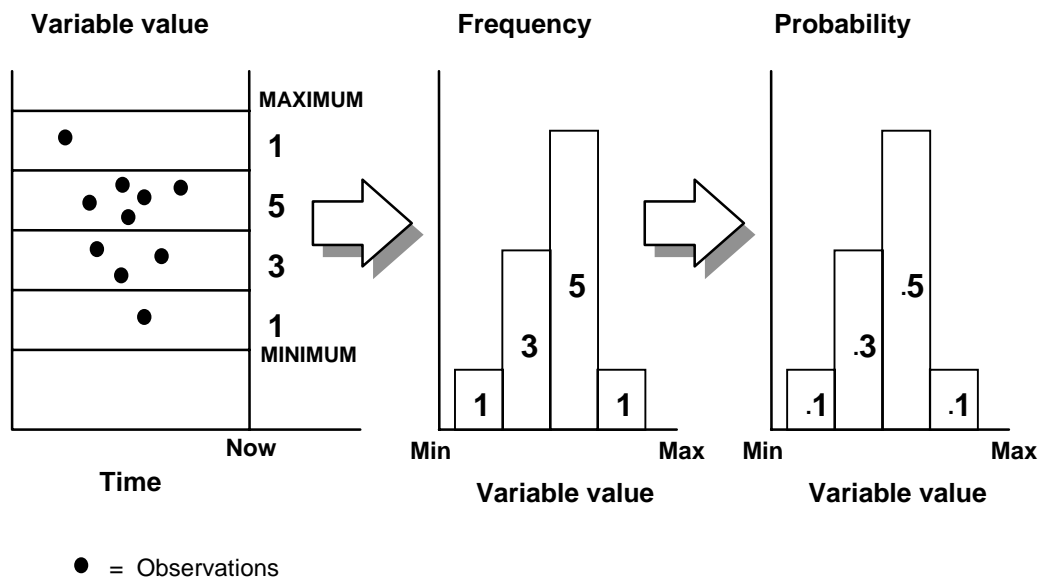 Variable value
Frequency
Probability
MAXIMUM
1
5
3
1
MINIMUM
Now
Time
1
3
5
1
Min
Max
Variable value
.1
.3
.5
.1
Min
Max
Variable value
= Observations